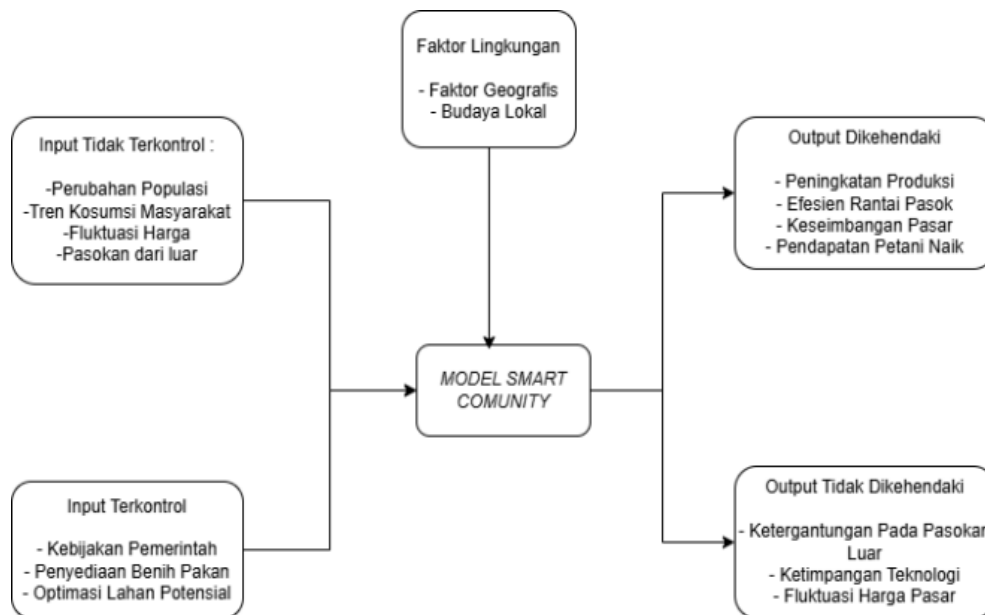 Faktor Lingkungan
- Faktor Geografis
- Budaya Lokal
Input Tidak Terkontrol :
-Perubahan Populasi
-Tren Kosumsi Masyarakat
-Fluktuasi Harga
-Pasokan dari luar
Output Dikehendaki
- Peningkatan Produksi
- Efesien Rantai Pasok
- Keseimbangan Pasar
- Pendapatan Petani Naik
MODEL SMART
COMUNITY
Input Terkontrol
- Kebijakan Pemerintah
- Penyediaan Benih Pakan
- Optimasi Lahan Potensial
Output Tidak Dikehendaki
- Ketergantungan Pada Pasokan
Luar
- Ketimpangan Teknologi
- Fluktuasi Harga Pasar